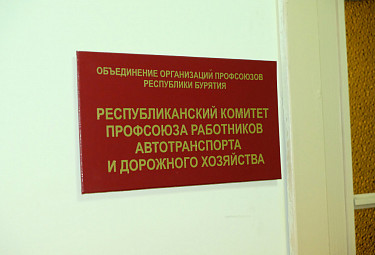 ОБЪЕДИНЕНИЕ ОРГАНИЗАЦИЙ ПРОФСОЮЗОВ
РЕСПУБЛИКИ БУРЯТИЯ
РЕСПУБЛИКАНСКИЙ КОМИТЕТ
ПРОФСОЮЗА РАБОТНИКОВ
АВТОТРАНСПОРТА
И ДОРОЖНОГО ХОЗЯЙСТВА